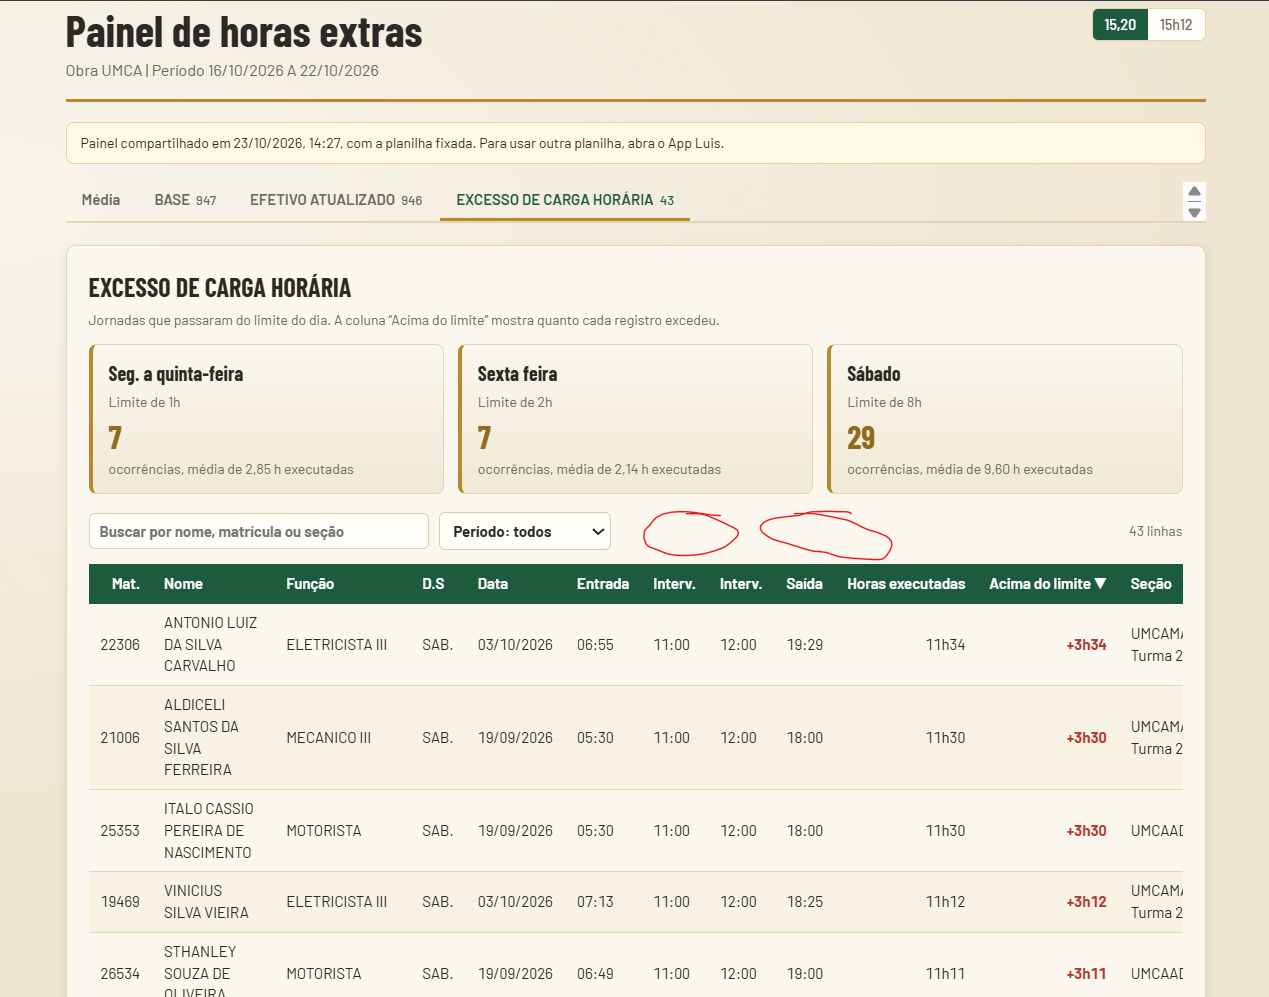 Painel de horas extras
15,20 15h12
Obra UMCA | Período 16/10/2026 A 22/10/2026
Painel compartilhado em 23/10/2026, 14:27, com a planilha fixada. Para usar outra planilha, abra o App Luis.
Média BASE 947 EFETIVO ATUALIZADO 946 EXCESSO DE CARGA HORÁRIA 43
EXCESSO DE CARGA HORÁRIA
Jornadas que passaram do limite do dia. A coluna “Acima do limite” mostra quanto cada registro excedeu.
Seg. a quinta-feira
Limite de 1h
7
ocorrências, média de 2,85 h executadas
Sexta feira
Limite de 2h
7
ocorrências, média de 2,14 h executadas
Sábado
Limite de 8h
29
ocorrências, média de 9,60 h executadas
Buscar por nome, matrícula ou seção Período: todos 43 linhas
Mat. Nome Função D.S Data Entrada Interv. Interv. Saída Horas executadas Acima do limite ▼ Seção
22306 ANTONIO LUIZ DA SILVA CARVALHO ELETRICISTA III SAB. 03/10/2026 06:55 11:00 12:00 19:29 11h34 +3h34 UMCAMA Turma 2
21006 ALDICELI SANTOS DA SILVA FERREIRA MECANICO III SAB. 19/09/2026 05:30 11:00 12:00 18:00 11h30 +3h30 UMCAMA Turma 2
25353 ITALO CASSIO PEREIRA DE NASCIMENTO MOTORISTA SAB. 19/09/2026 05:30 11:00 12:00 18:00 11h30 +3h30 UMCAAD
19469 VINICIUS SILVA VIEIRA ELETRICISTA III SAB. 03/10/2026 07:13 11:00 12:00 18:25 11h12 +3h12 UMCAMA Turma 2
26534 STHANLEY SOUZA DE OLIVEIRA MOTORISTA SAB. 19/09/2026 06:49 11:00 12:00 19:00 11h11 +3h11 UMCAAD